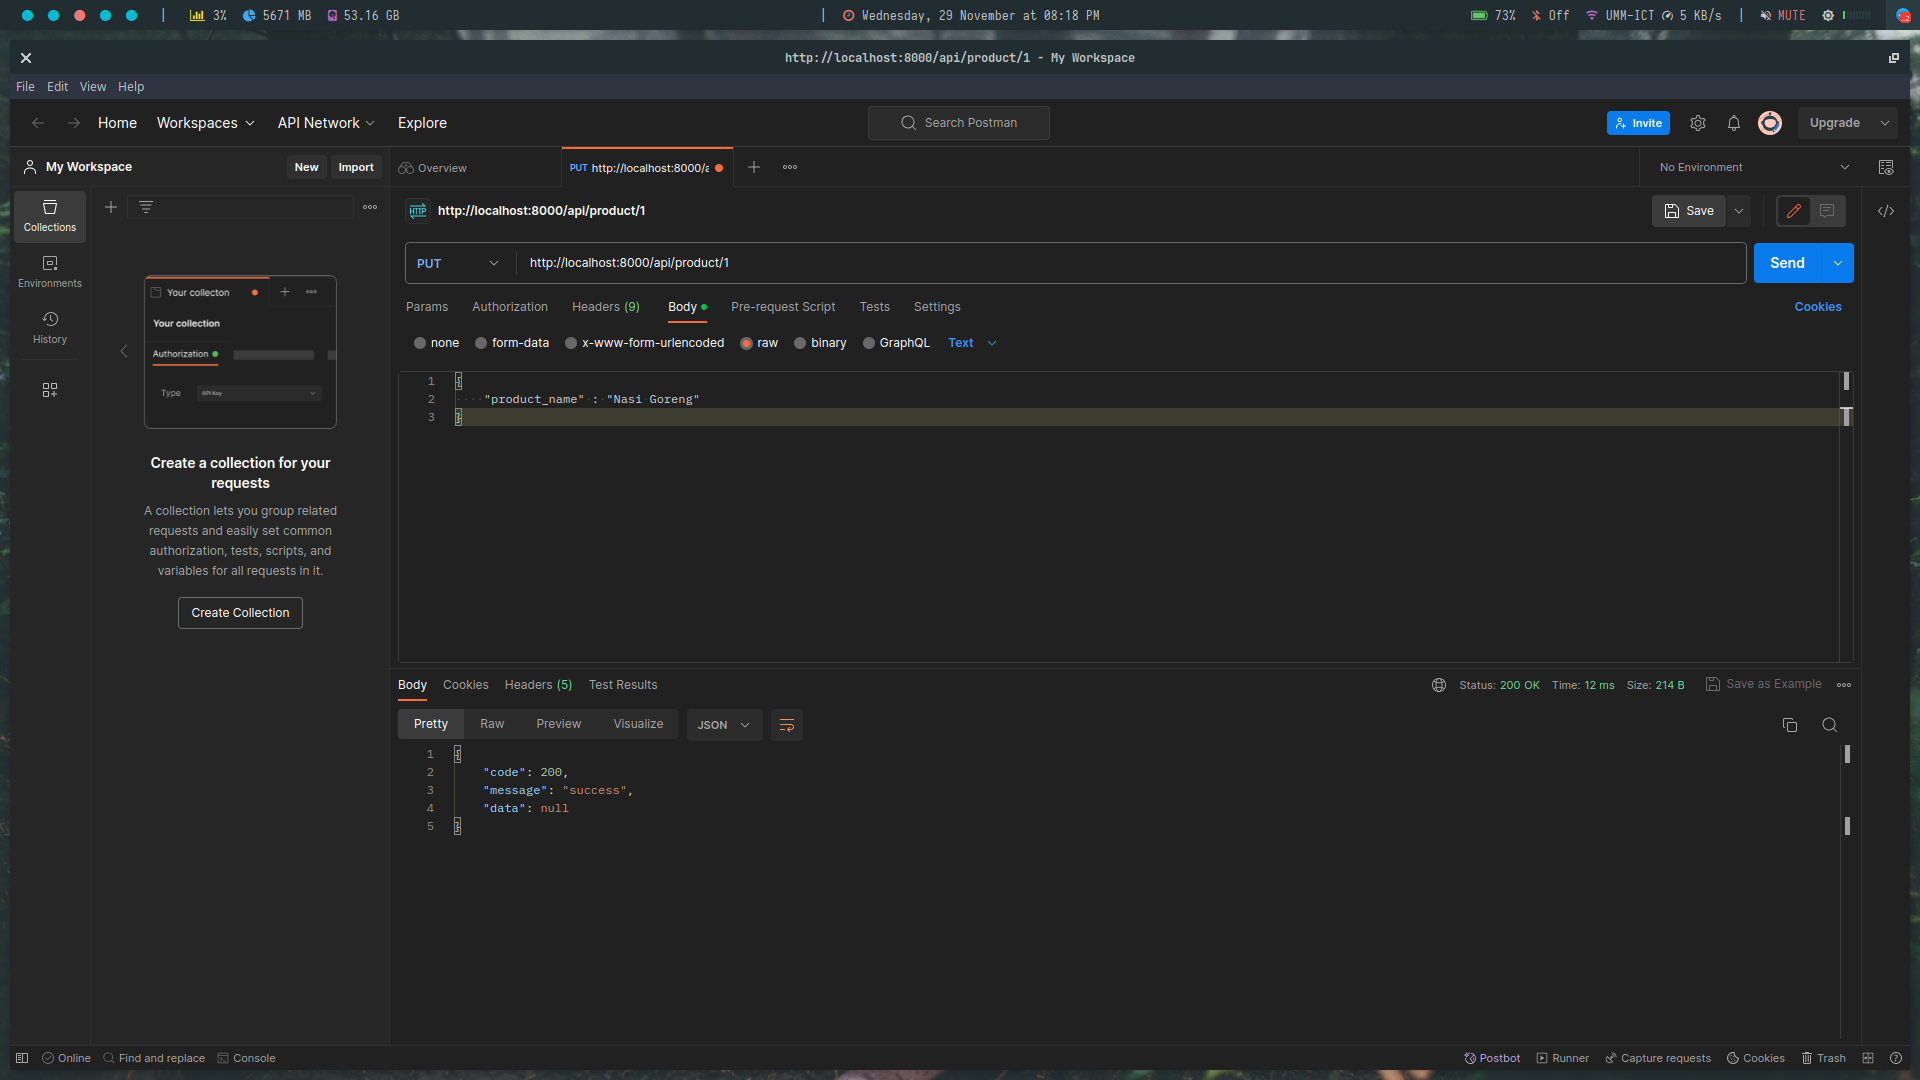 3% 5671 MB 53.16 GB
Wednesday, 29 November at 08:18 PM
73% Off UMM-ICT 5 KB/s MUTE
http://localhost:8000/api/product/1 - My Workspace
File Edit View Help
Home Workspaces API Network Explore
Search Postman
Invite Upgrade
My Workspace New Import
Overview PUT http://localhost:8000/a
No Environment
Collections
Environments
History
Your collecton
Your collection
Authorization
Type API Key
Create a collection for your
requests
A collection lets you group related
requests and easily set common
authorization, tests, scripts, and
variables for all requests in it.
Create Collection
HTTP http://localhost:8000/api/product/1
Save
PUT http://localhost:8000/api/product/1
Send
Params Authorization Headers (9) Body Pre-request Script Tests Settings
Cookies
none form-data x-www-form-urlencoded raw binary GraphQL Text
1 {
2 "product_name" : "Nasi Goreng"
3 }
Body Cookies Headers (5) Test Results
Status: 200 OK Time: 12 ms Size: 214 B Save as Example
Pretty Raw Preview Visualize JSON
1 {
2 "code": 200,
3 "message": "success",
4 "data": null
5 }
Online Find and replace Console
Postbot Runner Capture requests Cookies Trash